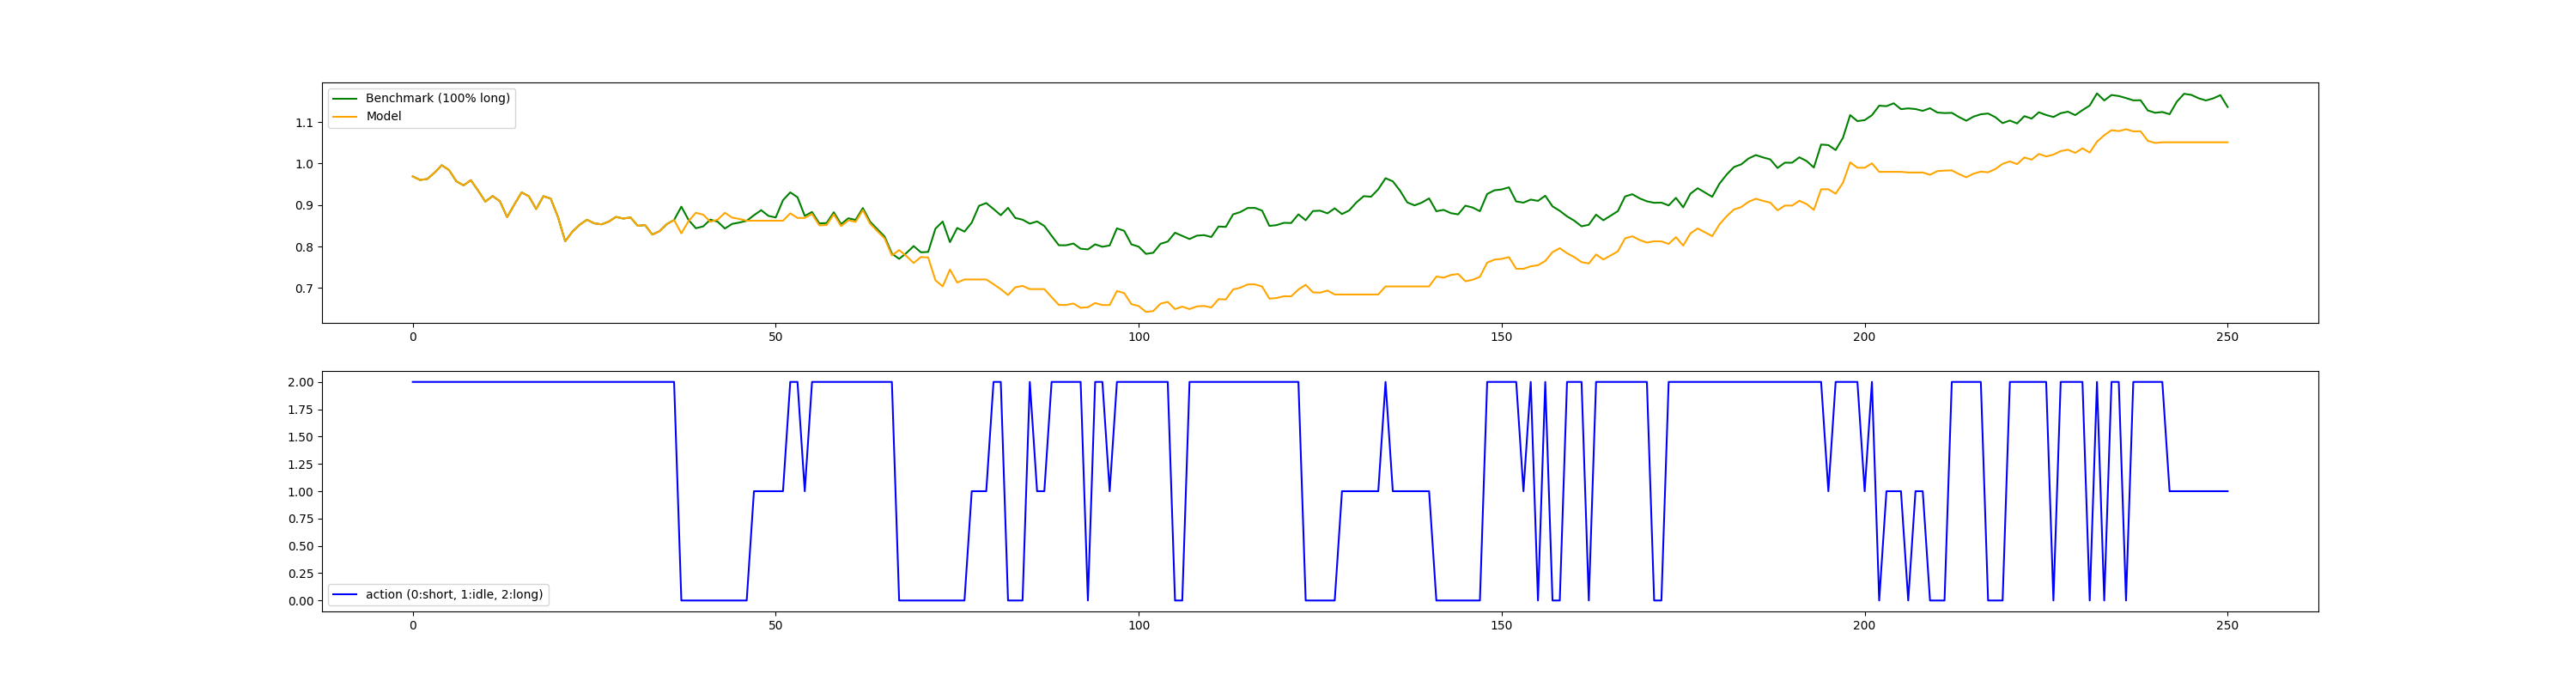 Benchmark (100% long)
Model
1.1
1.0
0.9
0.8
0.7
0 50 100 150 200 250
2.00
1.75
1.50
1.25
1.00
0.75
0.50
0.25
0.00
action (0:short, 1:idle, 2:long)
0 50 100 150 200 250